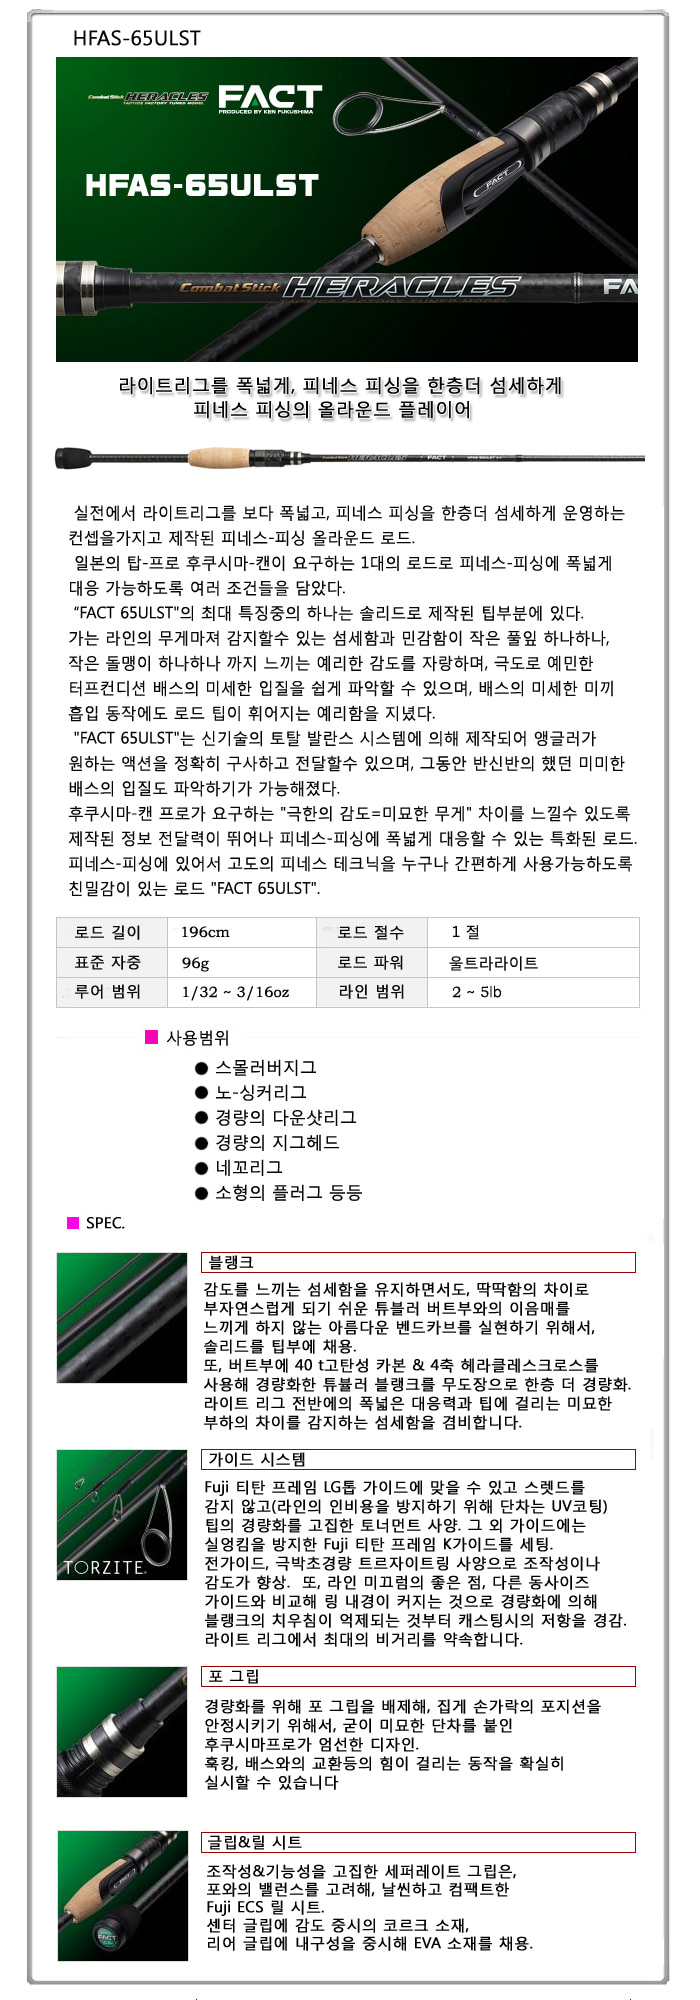 HFAS-65ULST
CombatStick HERACLES
TACTICS FACTORY TUNED MODEL
FACT
PRODUCED BY KEN FUKUSHIMA
HFAS-65ULST
FACT
CombatStick HERACLES FA
TACTICS FACTORY TUNED MODEL
라이트리그를 폭넓게, 피네스 피싱을 한층더 섬세하게
피네스 피싱의 올라운드 플레이어
CombatStick HERACLES FACT HFAS-65ULST
실전에서 라이트리그를 보다 폭넓고, 피네스 피싱을 한층더 섬세하게 운영하는
컨셉을가지고 제작된 피네스-피싱 올라운드 로드.
일본의 탑-프로 후쿠시마-캔이 요구하는 1대의 로드로 피네스-피싱에 폭넓게
대응 가능하도록 여러 조건들을 담았다.
“FACT 65ULST"의 최대 특징중의 하나는 솔리드로 제작된 팁부분에 있다.
가는 라인의 무게마져 감지할수 있는 섬세함과 민감함이 작은 풀잎 하나하나,
작은 돌맹이 하나하나 까지 느끼는 예리한 감도를 자랑하며, 극도로 예민한
터프컨디션 배스의 미세한 입질을 쉽게 파악할 수 있으며, 배스의 미세한 미끼
흡입 동작에도 로드 팁이 휘어지는 예리함을 지녔다.
"FACT 65ULST"는 신기술의 토탈 발란스 시스템에 의해 제작되어 앵글러가
원하는 액션을 정확히 구사하고 전달할수 있으며, 그동안 반신반의 했던 미미한
배스의 입질도 파악하기가 가능해졌다.
후쿠시마-캔 프로가 요구하는 "극한의 감도=미묘한 무게" 차이를 느낄수 있도록
제작된 정보 전달력이 뛰어나 피네스-피싱에 폭넓게 대응할 수 있는 특화된 로드.
피네스-피싱에 있어서 고도의 피네스 테크닉을 누구나 간편하게 사용가능하도록
친밀감이 있는 로드 "FACT 65ULST".
로드 길이 196cm 로드 절수 1 절
표준 자중 96g 로드 파워 울트라라이트
루어 범위 1/32 ~ 3/16oz 라인 범위 2 ~ 5lb
■ 사용범위
● 스몰러버지그
● 노-싱커리그
● 경량의 다운샷리그
● 경량의 지그헤드
● 네꼬리그
● 소형의 플러그 등등
■ SPEC.
블랭크
감도를 느끼는 섬세함을 유지하면서도, 딱딱함의 차이로
부자연스럽게 되기 쉬운 튜블러 버트부와의 이음매를
느끼게 하지 않는 아름다운 벤드카브를 실현하기 위해서,
솔리드를 팁부에 채용.
또, 버트부에 40 t고탄성 카본 & 4축 헤라클레스크로스를
사용해 경량화한 튜뷸러 블랭크를 무도장으로 한층 더 경량화.
라이트 리그 전반에의 폭넓은 대응력과 팁에 걸리는 미묘한
부하의 차이를 감지하는 섬세함을 겸비합니다.
가이드 시스템
Fuji 티탄 프레임 LG톱 가이드에 맞을 수 있고 스렛드를
감지 않고(라인의 인비용을 방지하기 위해 단차는 UV코팅)
팁의 경량화를 고집한 토너먼트 사양. 그 외 가이드에는
실엉킴을 방지한 Fuji 티탄 프레임 K가이드를 세팅.
전가이드, 극박초경량 트르자이트링 사양으로 조작성이나
감도가 향상. 또, 라인 미끄럼의 좋은 점, 다른 동사이즈
가이드와 비교해 링 내경이 커지는 것으로 경량화에 의해
블랭크의 치우침이 억제되는 것부터 캐스팅시의 저항을 경감.
라이트 리그에서 최대의 비거리를 약속합니다.
TORZITE
포 그립
경량화를 위해 포 그립을 배제해, 집게 손가락의 포지션을
안정시키기 위해서, 굳이 미묘한 단차를 붙인
후쿠시마프로가 엄선한 디자인.
훅킹, 배스와의 교환등의 힘이 걸리는 동작을 확실히
실시할 수 있습니다
글립&릴 시트
조작성&기능성을 고집한 세퍼레이트 그립은,
포와의 밸런스를 고려해, 날씬하고 컴팩트한
Fuji ECS 릴 시트.
센터 글립에 감도 중시의 코르크 소재,
리어 글립에 내구성을 중시해 EVA 소재를 채용.
FACT